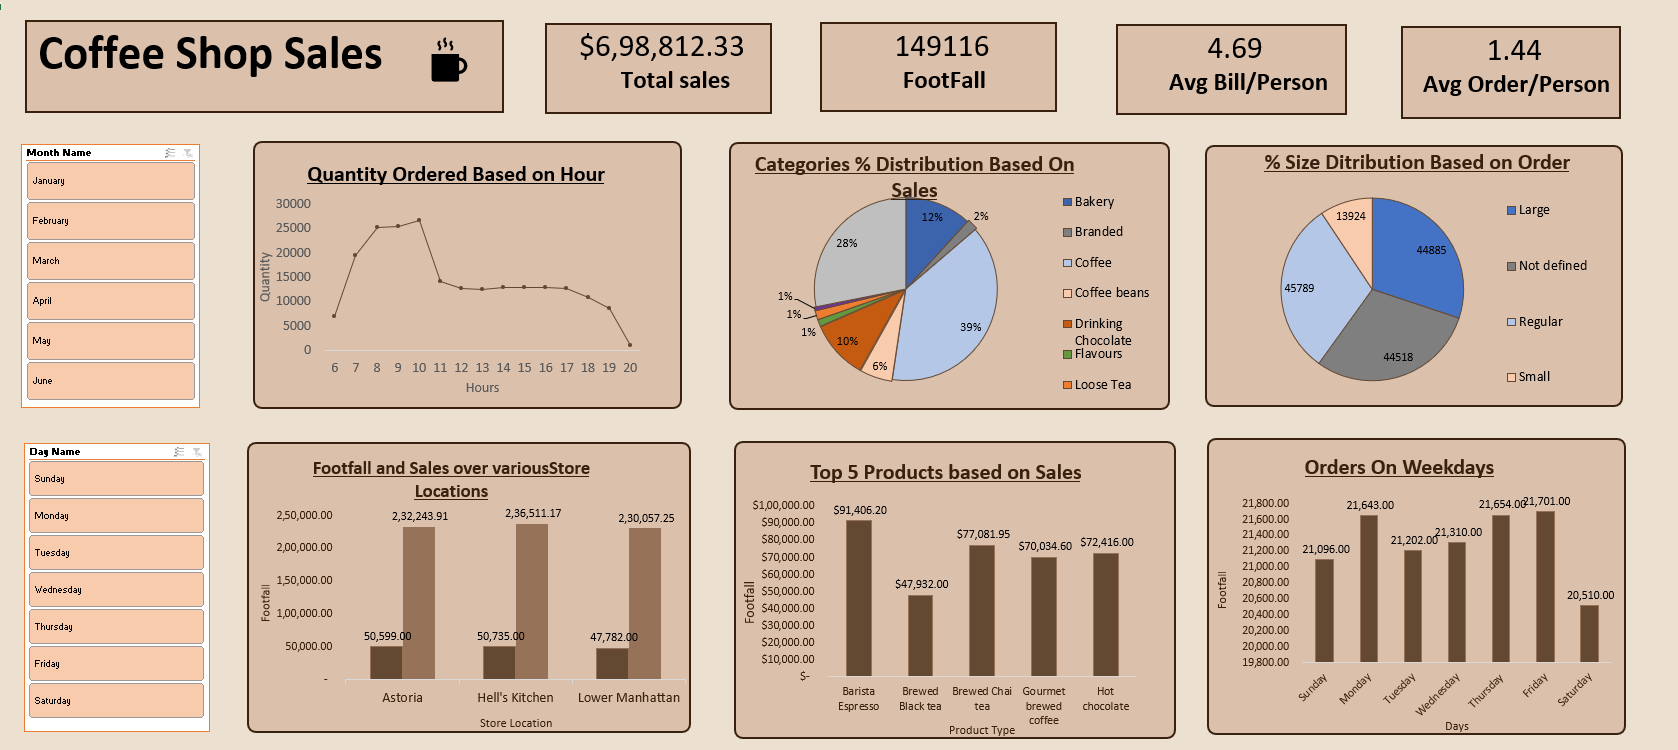 Coffee Shop Sales
$6,98,812.33
Total sales
149116
FootFall
4.69
Avg Bill/Person
1.44
Avg Order/Person
Month Name
January
February
March
April
May
June
Quantity Ordered Based on Hour
30000
25000
20000
15000
10000
5000
0
Quantity
6 7 8 9 10 11 12 13 14 15 16 17 18 19 20
Hours
Categories % Distribution Based On
Sales
12%
2%
28%
39%
1%
1%
1%
10%
6%
Bakery
Branded
Coffee
Coffee beans
Drinking
Chocolate
Flavours
Loose Tea
% Size Ditribution Based on Order
13924
44885
45789
44518
Large
Not defined
Regular
Small
Day Name
Sunday
Monday
Tuesday
Wednesday
Thursday
Friday
Saturday
Footfall and Sales over variousStore
Locations
2,50,000.00
2,00,000.00
1,50,000.00
1,00,000.00
50,000.00
-
Footfall
2,32,243.91
2,36,511.17
2,30,057.25
50,599.00
50,735.00
47,782.00
Astoria Hell's Kitchen Lower Manhattan
Store Location
Top 5 Products based on Sales
$1,00,000.00
$90,000.00
$80,000.00
$70,000.00
$60,000.00
$50,000.00
$40,000.00
$30,000.00
$20,000.00
$10,000.00
$-
Footfall
$91,406.20
$47,932.00
$77,081.95
$70,034.60
$72,416.00
Barista
Espresso
Brewed
Black tea
Brewed Chai
tea
Gourmet
brewed
coffee
Hot
chocolate
Product Type
Orders On Weekdays
21,800.00
21,600.00
21,400.00
21,200.00
21,000.00
20,800.00
20,600.00
20,400.00
20,200.00
20,000.00
19,800.00
Footfall
21,096.00
21,643.00
21,202.00
21,310.00
21,654.00
21,701.00
20,510.00
Sunday
Monday
Tuesday
Wednesday
Thursday
Friday
Saturday
Days